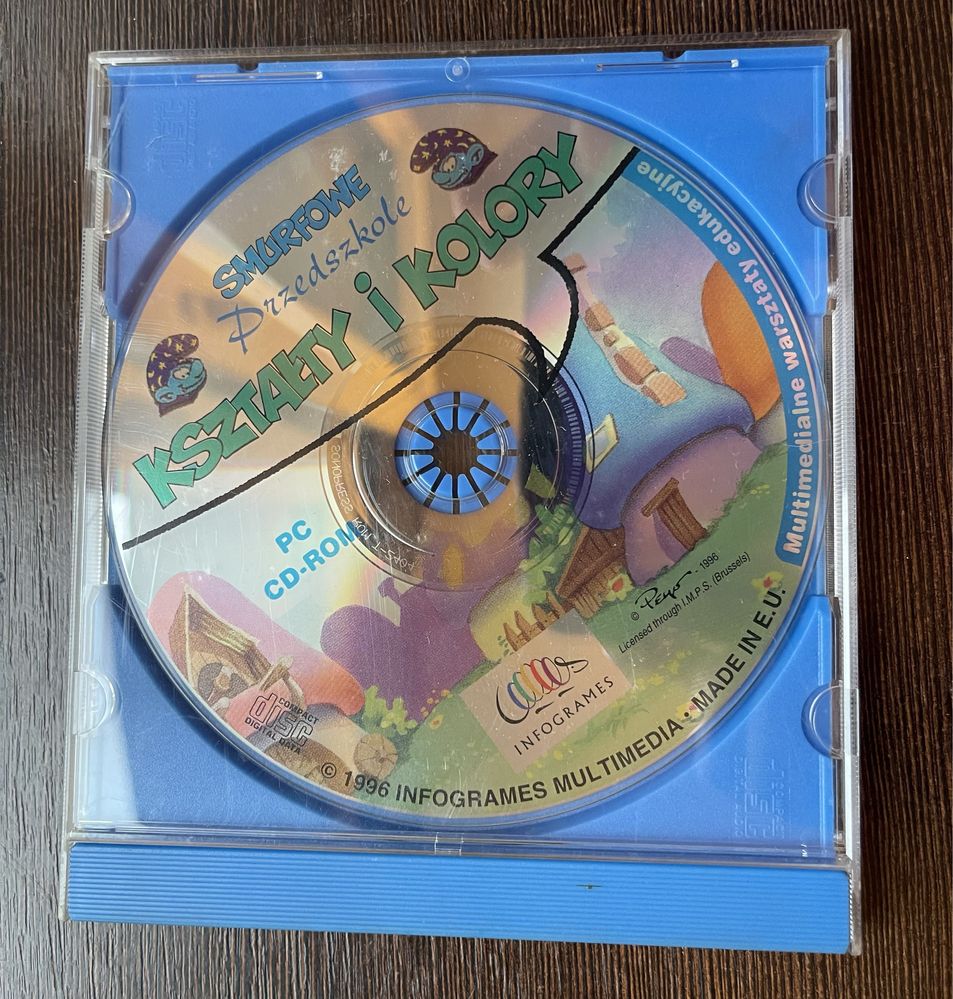 SMURFOWE
Przedszkole
KSZTAŁTY i KOLORY
Multimedialne warsztaty edukacyjne
PC
CD-ROM
© Peyo - 1996
Licensed through I.M.P.S. (Brussels)
INFOGRAMES
COMPACT
disc
DIGITAL DATA
© 1996 INFOGRAMES MULTIMEDIA · MADE IN E.U.